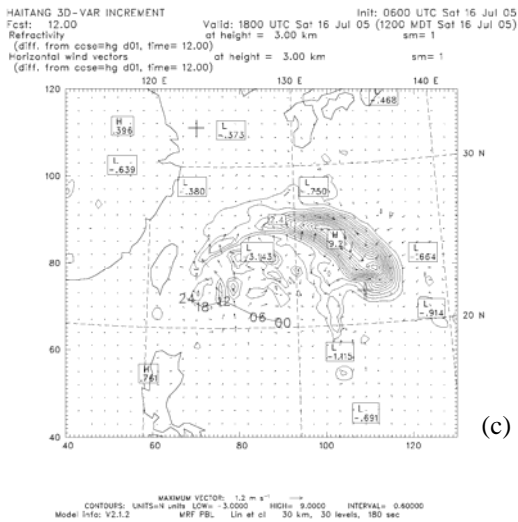 HAITANG 3D-VAR INCREMENT Init: 0600 UTC Sat 16 Jul 05
Fcst: 12.00 Valid: 1800 UTC Sat 16 Jul 05 (1200 MDT Sat 16 Jul 05)
Refractivity at height = 3.00 km sm= 1
(diff. from case=hg d01, time= 12.00)
Horizontal wind vectors at height = 3.00 km sm= 1
(diff. from case=hg d01, time= 12.00)
120 E 130 E 140 E
120
L
-.468
H
.396
L
-.373
110
L
-.639
30 N
100
L
-.380
L
-.750
90
H
9.2
L
-3.143
L
-.664
80
24
18
12
06
00
70
L
-.914
20 N
60
L
-1.115
H
.761
50
L
-.691
(c)
40
40 60 80 100 120
MAXIMUM VECTOR: 1.2 m s-1
CONTOURS: UNITS=N units LOW= -3.0000 HIGH= 9.0000 INTERVAL= 0.60000
Model Info: V2.1.2 MRF PBL Lin et al 30 km, 30 levels, 180 sec